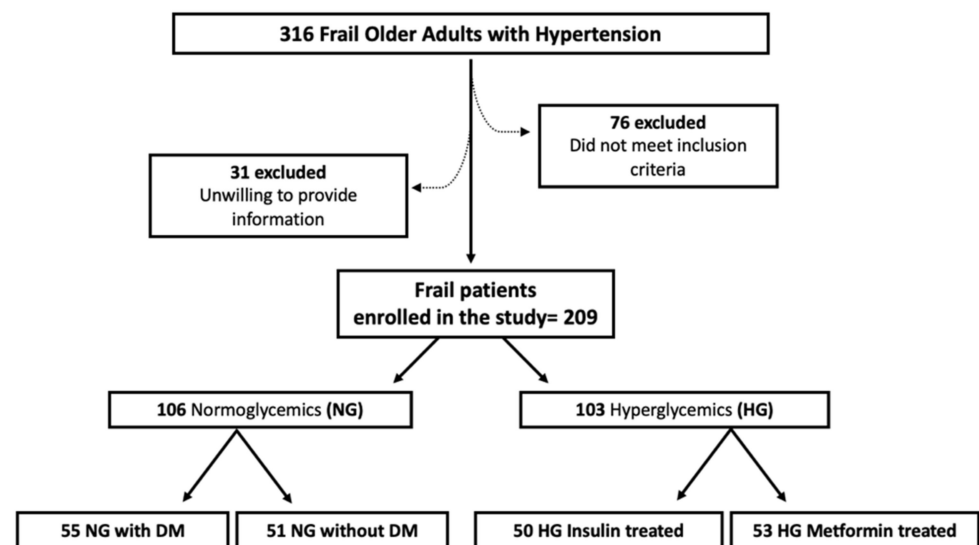 316 Frail Older Adults with Hypertension
76 excluded
Did not meet inclusion
criteria
31 excluded
Unwilling to provide
information
Frail patients
enrolled in the study= 209
106 Normoglycemics (NG)
103 Hyperglycemics (HG)
55 NG with DM
51 NG without DM
50 HG Insulin treated
53 HG Metformin treated